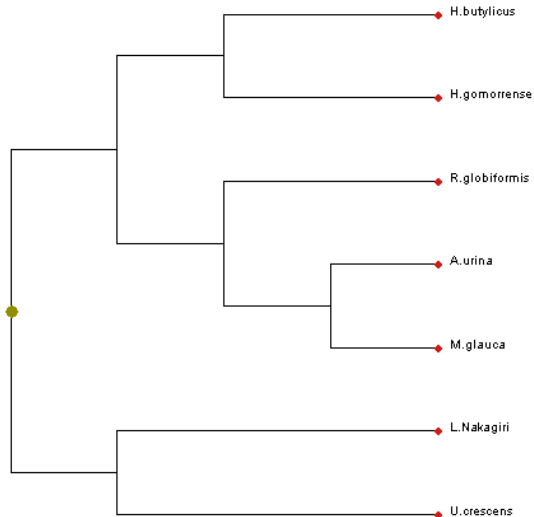 H.butylicus
H.gomorrense
R.globiformis
A.urina
M.glauca
L.Nakagiri
U.crescens